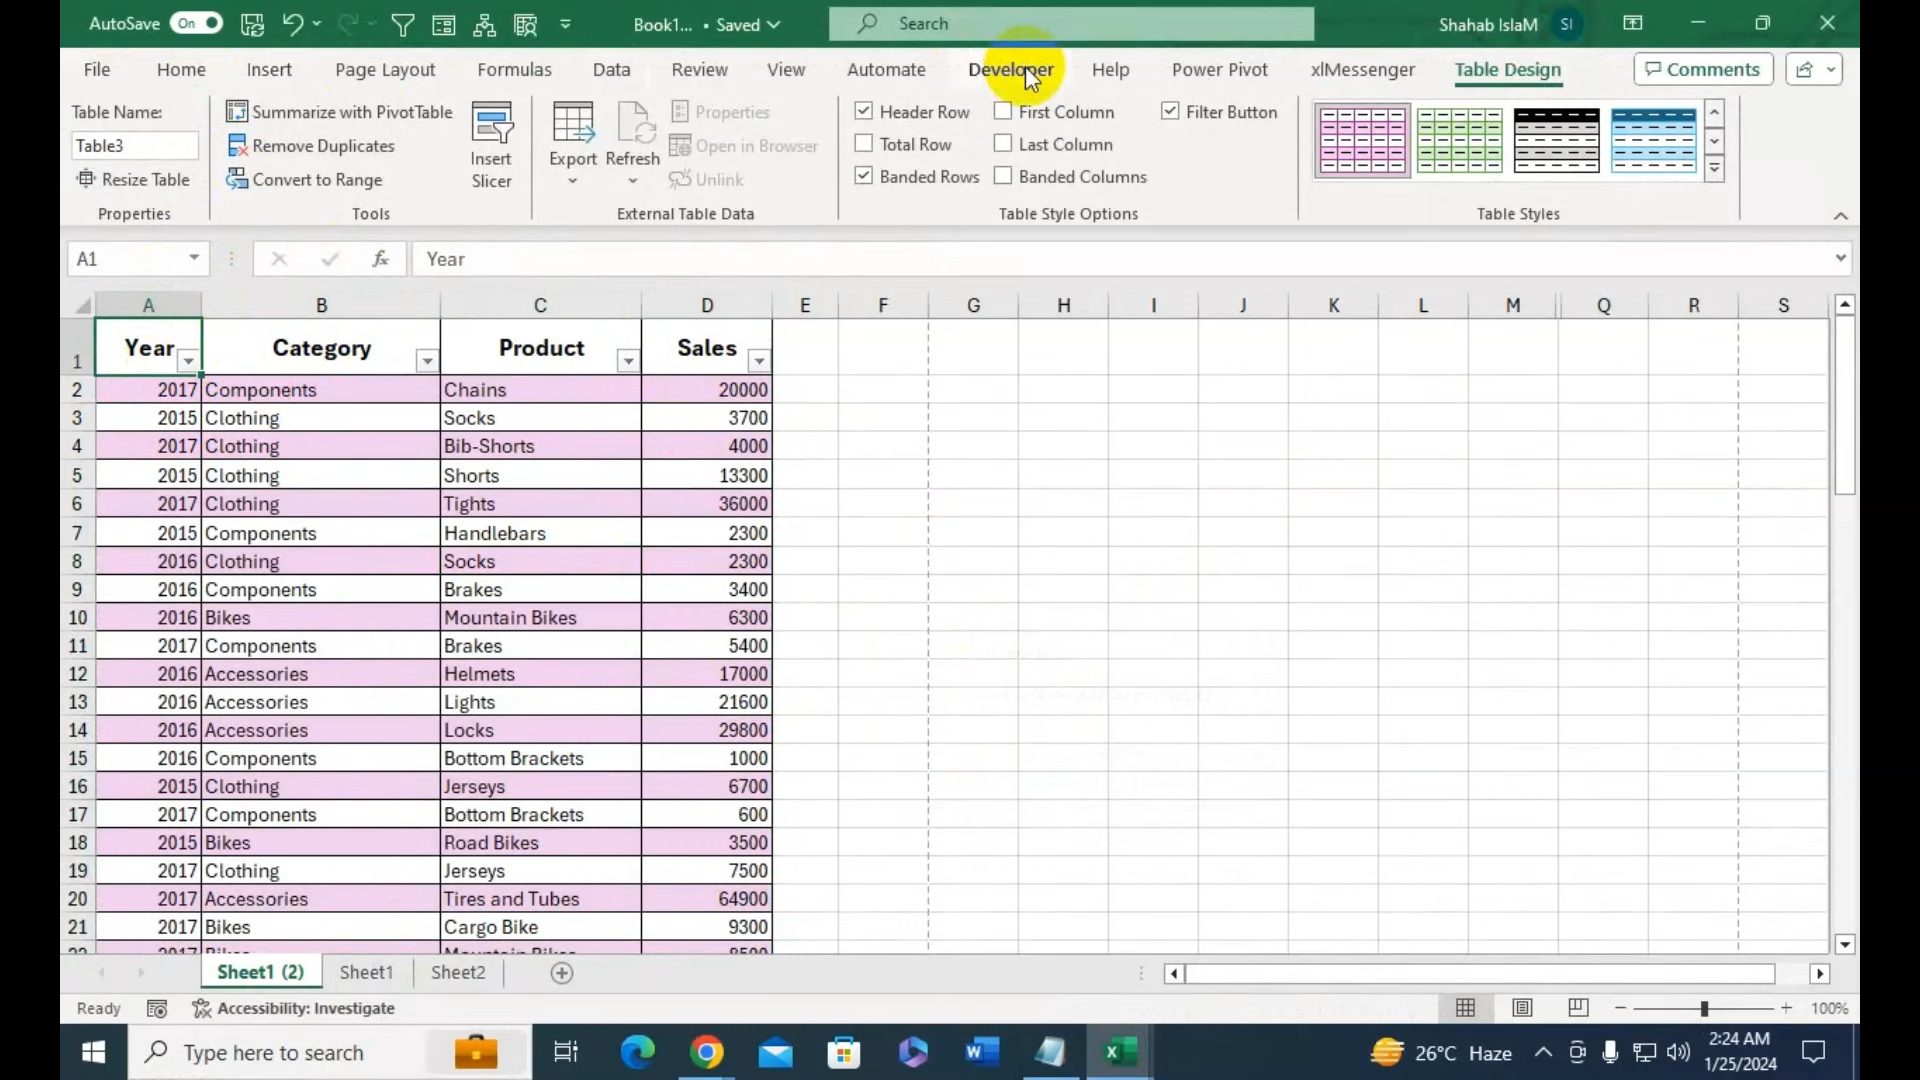 AutoSave On Book1... • Saved Search Shahab IslaM SI
File Home Insert Page Layout Formulas Data Review View Automate Developer Help Power Pivot xlMessenger Table Design Comments
Table Name:
Table3
Resize Table
Properties
Summarize with PivotTable
Remove Duplicates
Convert to Range
Insert Slicer
Tools
Export Refresh
Properties
Open in Browser
Unlink
External Table Data
Header Row First Column Filter Button
Total Row Last Column
Banded Rows Banded Columns
Table Style Options
Table Styles
A1 fx Year
A B C D E F G H I J K L M Q R S
1 Year Category Product Sales
2 2017 Components Chains 20000
3 2015 Clothing Socks 3700
4 2017 Clothing Bib-Shorts 4000
5 2015 Clothing Shorts 13300
6 2017 Clothing Tights 36000
7 2015 Components Handlebars 2300
8 2016 Clothing Socks 2300
9 2016 Components Brakes 3400
10 2016 Bikes Mountain Bikes 6300
11 2017 Components Brakes 5400
12 2016 Accessories Helmets 17000
13 2016 Accessories Lights 21600
14 2016 Accessories Locks 29800
15 2016 Components Bottom Brackets 1000
16 2015 Clothing Jerseys 6700
17 2017 Components Bottom Brackets 600
18 2015 Bikes Road Bikes 3500
19 2017 Clothing Jerseys 7500
20 2017 Accessories Tires and Tubes 64900
21 2017 Bikes Cargo Bike 9300
22 2017 Bikes Mountain Bikes 8500
Sheet1 (2) Sheet1 Sheet2
Ready Accessibility: Investigate 100%
Type here to search 26°C Haze 2:24 AM
1/25/2024